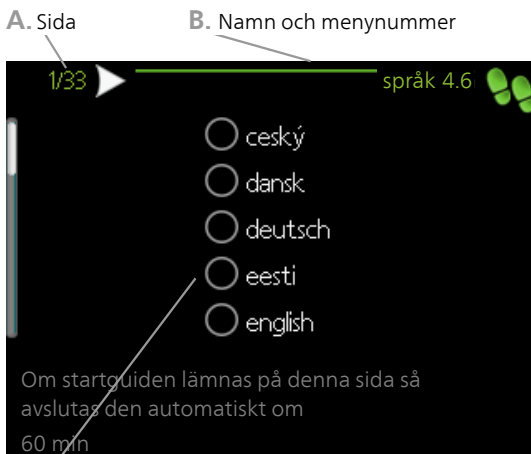 A. Sida
B. Namn och menynummer
1/33
språk 4.6
ceský
dansk
deutsch
eesti
english
Om startguiden lämnas på denna sida så
avslutas den automatiskt om
60 min